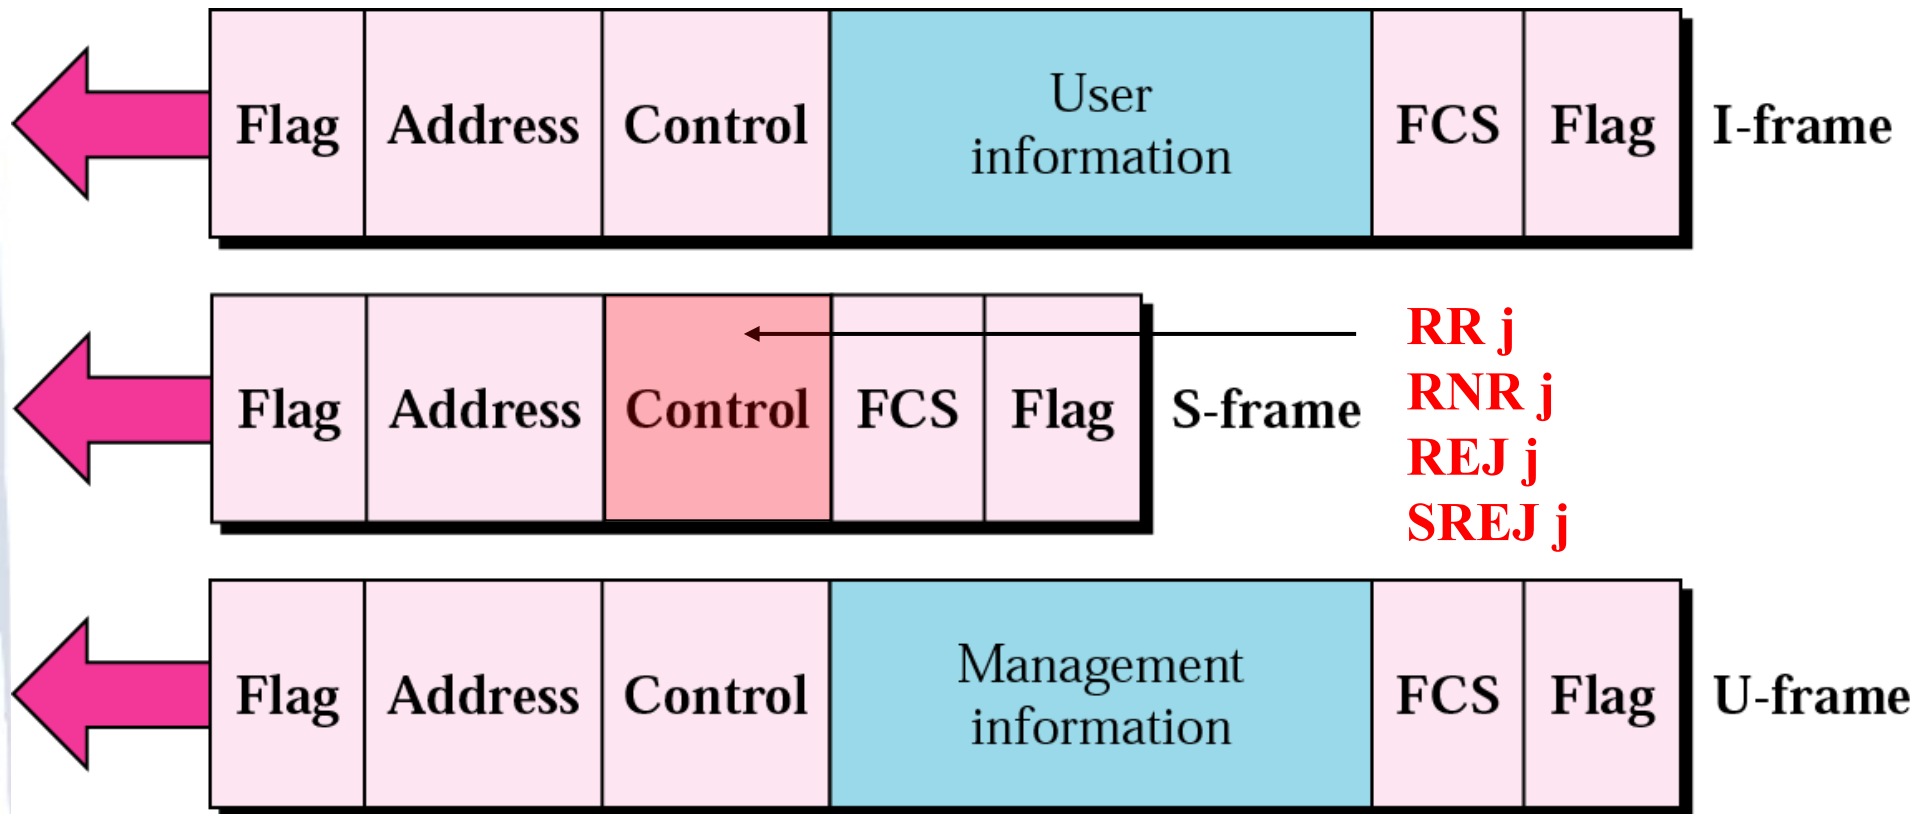 Flag Address Control User information FCS Flag I-frame
Flag Address Control FCS Flag S-frame
RR j
RNR j
REJ j
SREJ j
Flag Address Control Management information FCS Flag U-frame